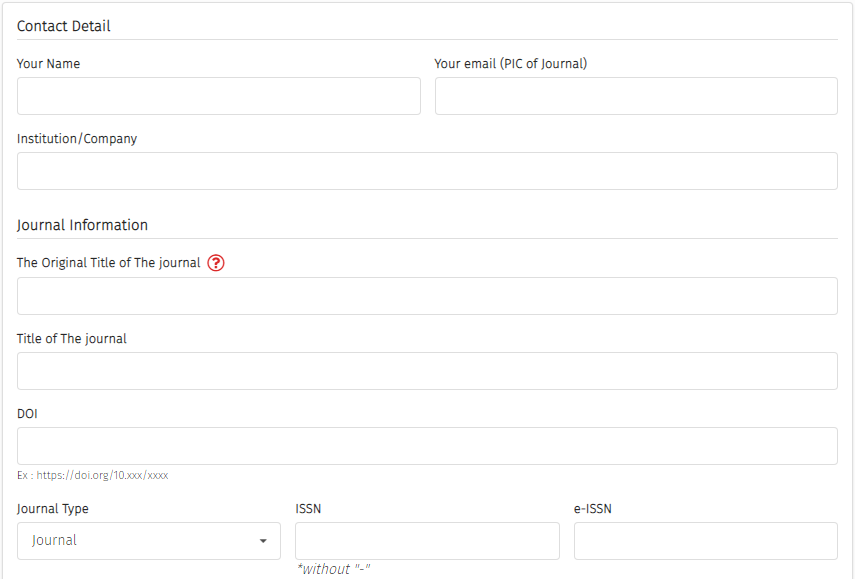 Contact Detail
Your Name Your email (PIC of Journal)
Institution/Company
Journal Information
The Original Title of The journal ?
Title of The journal
DOI
Ex : https://doi.org/10.xxx/xxxx
Journal Type ISSN e-ISSN
Journal
*without "-"